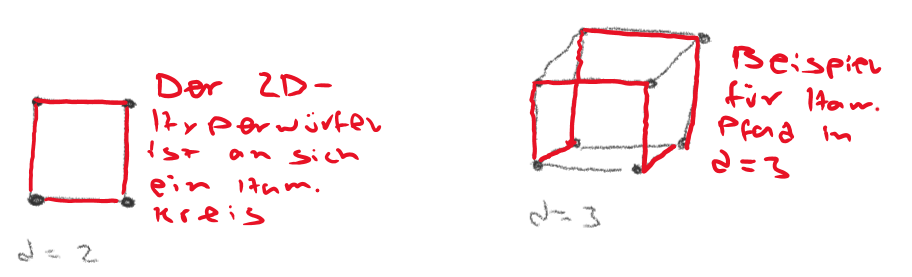 Der 2D-
Hyperwürfel
ist an sich
ein Ham.
Kreis
d = 2
Beispiel
für Ham.
Pfad in
d=3
d=3